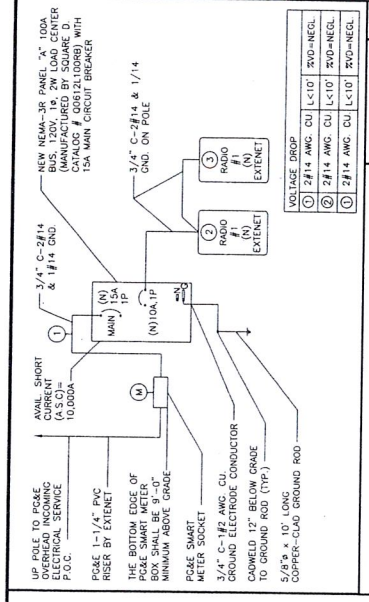 UP POLE TO PG&E
OVERHEAD INCOMING
ELECTRICAL SERVICE
P.O.C.
PG&E 1-1/4" PVC
RISER BY EXTENET
THE BOTTOM EDGE OF
PG&E SMART METER
BOX SHALL BE 9'-0"
MINIMUM ABOVE GRADE
PG&E SMART
METER SOCKET
3/4" C-1#2 AWG. CU.
GROUND ELECTRODE CONDUCTOR
CADWELD 12" BELOW GRADE
TO GROUND ROD (TYP.)
5/8"ø x 10' LONG
COPPER-CLAD GROUND ROD
AVAIL. SHORT
CURRENT
(A.S.C)=
10,000A
M
1
3/4" C-2#14
& 1#14 GND.
MAIN
(N)
15A
1P
(N)10A,1P
N
G
NEW NEMA-3R PANEL "A" 100A
BUS, 120V, 1ø, 2W LOAD CENTER
(MANUFACTURED BY SQUARE D.
CATALOG # QO612L100RB) WITH
15A MAIN CIRCUIT BREAKER
3/4" C-2#14 & 1/14
GND. ON POLE
2
RADIO
#1
(N)
EXTENET
3
RADIO
#1
(N)
EXTENET
VOLTAGE DROP
1 2#14 AWG. CU L<10' %VD=NEGL.
2 2#14 AWG. CU. L<10' %VD=NEGL.
1 2#14 AWG. CU. L<10' %VD=NEGL.